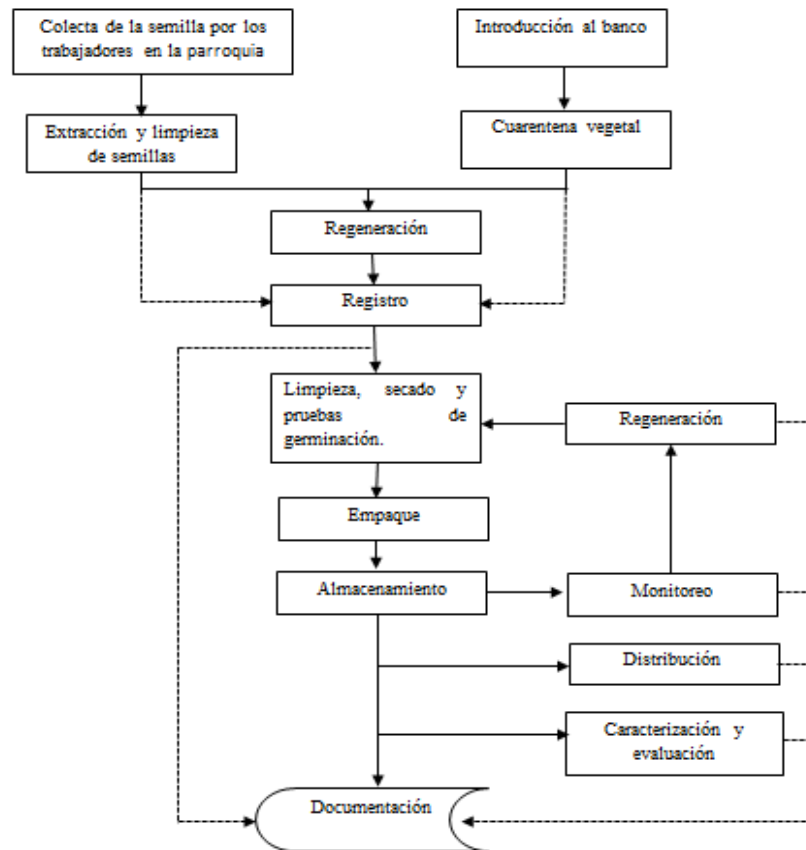 Colecta de la semilla por los
trabajadores en la parroquia
Introducción al banco
Extracción y limpieza
de semillas
Cuarentena vegetal
Regeneración
Registro
Limpieza, secado y
pruebas de
germinación.
Regeneración
Empaque
Almacenamiento
Monitoreo
Distribución
Caracterización y
evaluación
Documentación